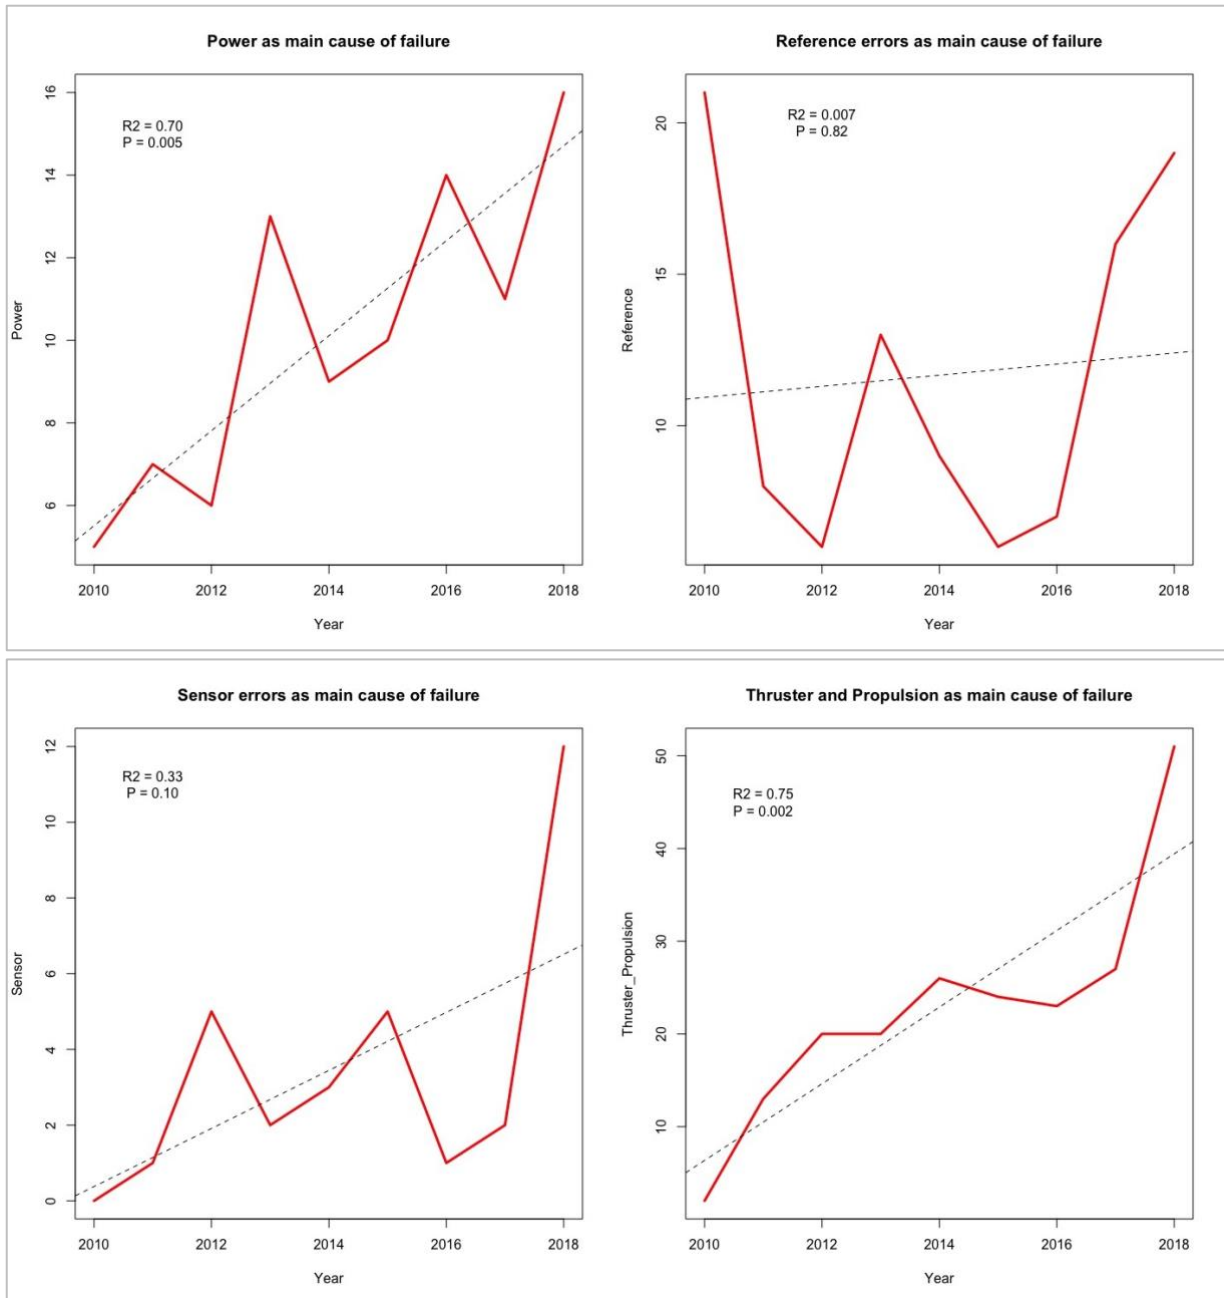 Power as main cause of failure
R2 = 0.70
P = 0.005
Power
16
14
12
10
8
6
2010 2012 2014 2016 2018
Year
Reference errors as main cause of failure
R2 = 0.007
P = 0.82
Reference
20
15
10
2010 2012 2014 2016 2018
Year
Sensor errors as main cause of failure
R2 = 0.33
P = 0.10
Sensor
12
10
8
6
4
2
0
2010 2012 2014 2016 2018
Year
Thruster and Propulsion as main cause of failure
R2 = 0.75
P = 0.002
Thruster_Propulsion
50
40
30
20
10
2010 2012 2014 2016 2018
Year